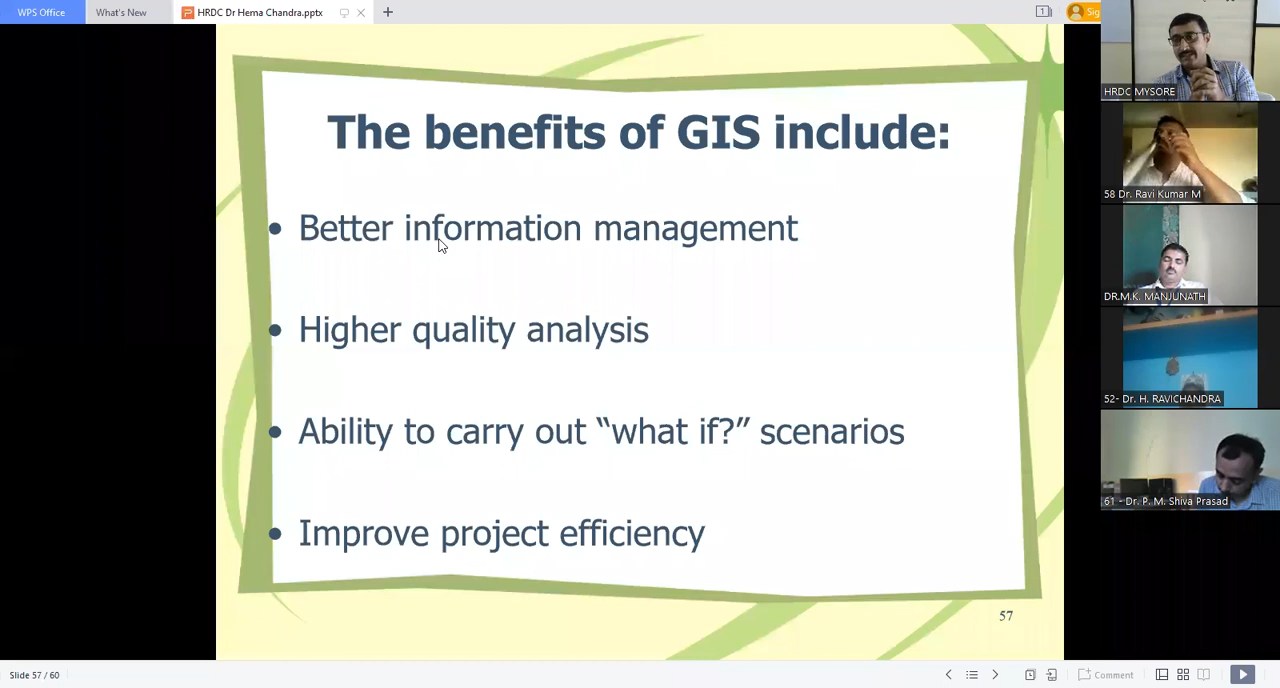 WPS Office
What's New
HRDC Dr Hema Chandra.pptx
1
Sig
The benefits of GIS include:
• Better information management
• Higher quality analysis
• Ability to carry out “what if?” scenarios
• Improve project efficiency
57
HRDC MYSORE
58 Dr. Ravi Kumar M
DR.M.K. MANJUNATH
52- Dr. H. RAVICHANDRA
61 - Dr. P. M. Shiva Prasad
Slide 57 / 60
Comment